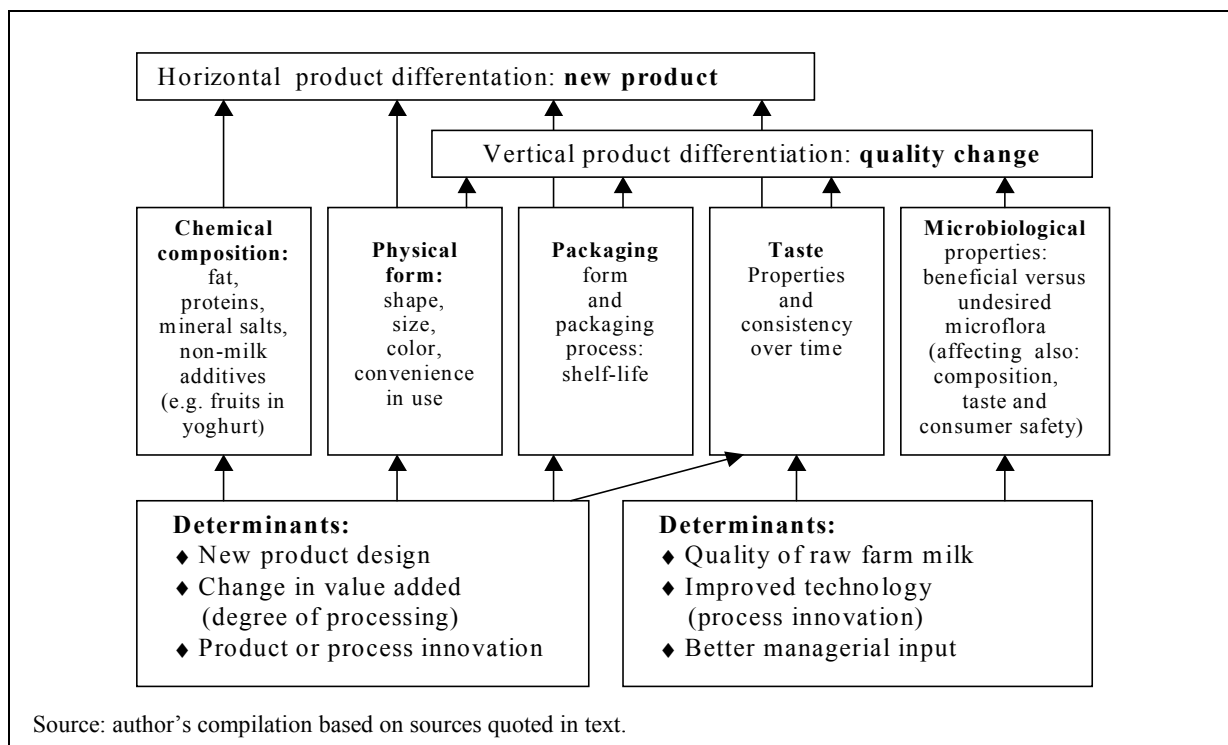 Horizontal product differentation: new product
Vertical product differentiation: quality change
Chemical
composition:
fat,
proteins,
mineral salts,
non-milk
additives
(e.g. fruits in
yoghurt)
Physical
form:
shape,
size,
color,
convenience
in use
Packaging
form
and
packaging
process:
shelf-life
Taste
Properties
and
consistency
over time
Microbiological
properties:
beneficial versus
undesired
microflora
(affecting also:
composition,
taste and
consumer safety)
Determinants:
♦ New product design
♦ Change in value added
(degree of processing)
♦ Product or process innovation
Determinants:
♦ Quality of raw farm milk
♦ Improved technology
(process innovation)
♦ Better managerial input
Source: author’s compilation based on sources quoted in text.